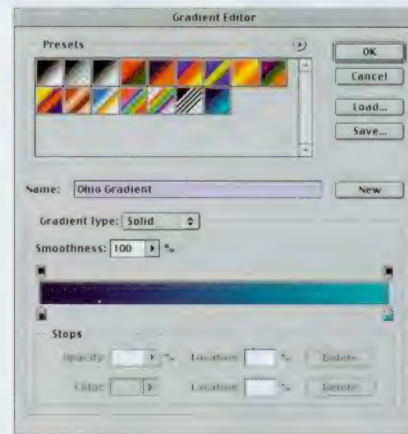 Gradient Editor
Presets
OK
Cancel
Load...
Save...
Name: Ohio Gradient
New
Gradient Type: Solid
Smoothness: 100 %
Stops
Opacity: % Location: % Delete
Color: Location: % Delete